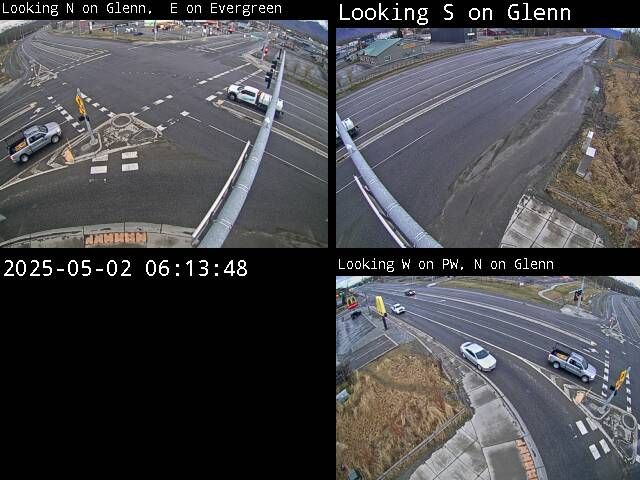 Looking N on Glenn, E on Evergreen
Looking S on Glenn
2025-05-02 06:13:48
Looking W on PW, N on Glenn